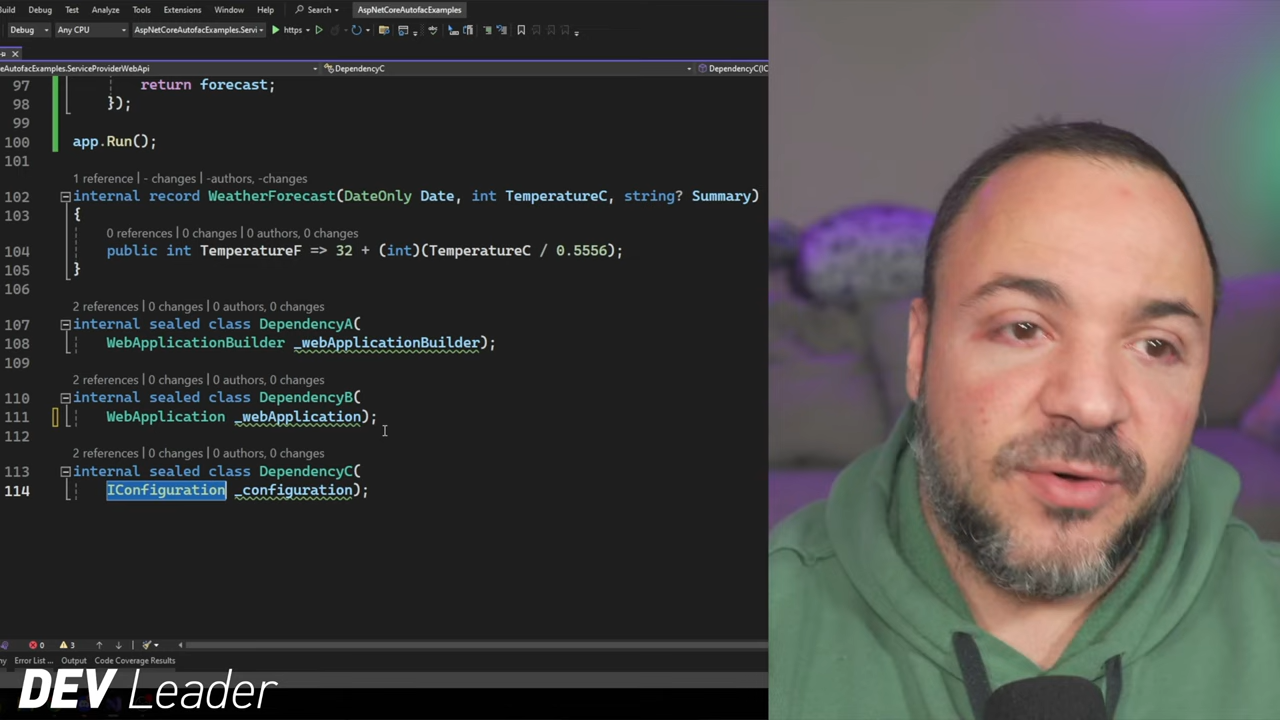 Build Debug Test Analyze Tools Extensions Window Help Search AspNetCoreAutofacExamples
Debug Any CPU AspNetCoreAutofacExamples.Servi https
eAutofacExamples.ServiceProviderWebApi DependencyC DependencyC(IC
97 return forecast;
98 });
99
100 app.Run();
101
1 reference | - changes | -authors, -changes
102 internal record WeatherForecast(DateOnly Date, int TemperatureC, string? Summary)
103 {
0 references | 0 changes | 0 authors, 0 changes
104 public int TemperatureF => 32 + (int)(TemperatureC / 0.5556);
105 }
106
2 references | 0 changes | 0 authors, 0 changes
107 internal sealed class DependencyA(
108 WebApplicationBuilder _webApplicationBuilder);
109
2 references | 0 changes | 0 authors, 0 changes
110 internal sealed class DependencyB(
111 WebApplication _webApplication);
112
2 references | 0 changes | 0 authors, 0 changes
113 internal sealed class DependencyC(
114 IConfiguration _configuration);
0 3
Error List ... Output Code Coverage Results
DEV Leader